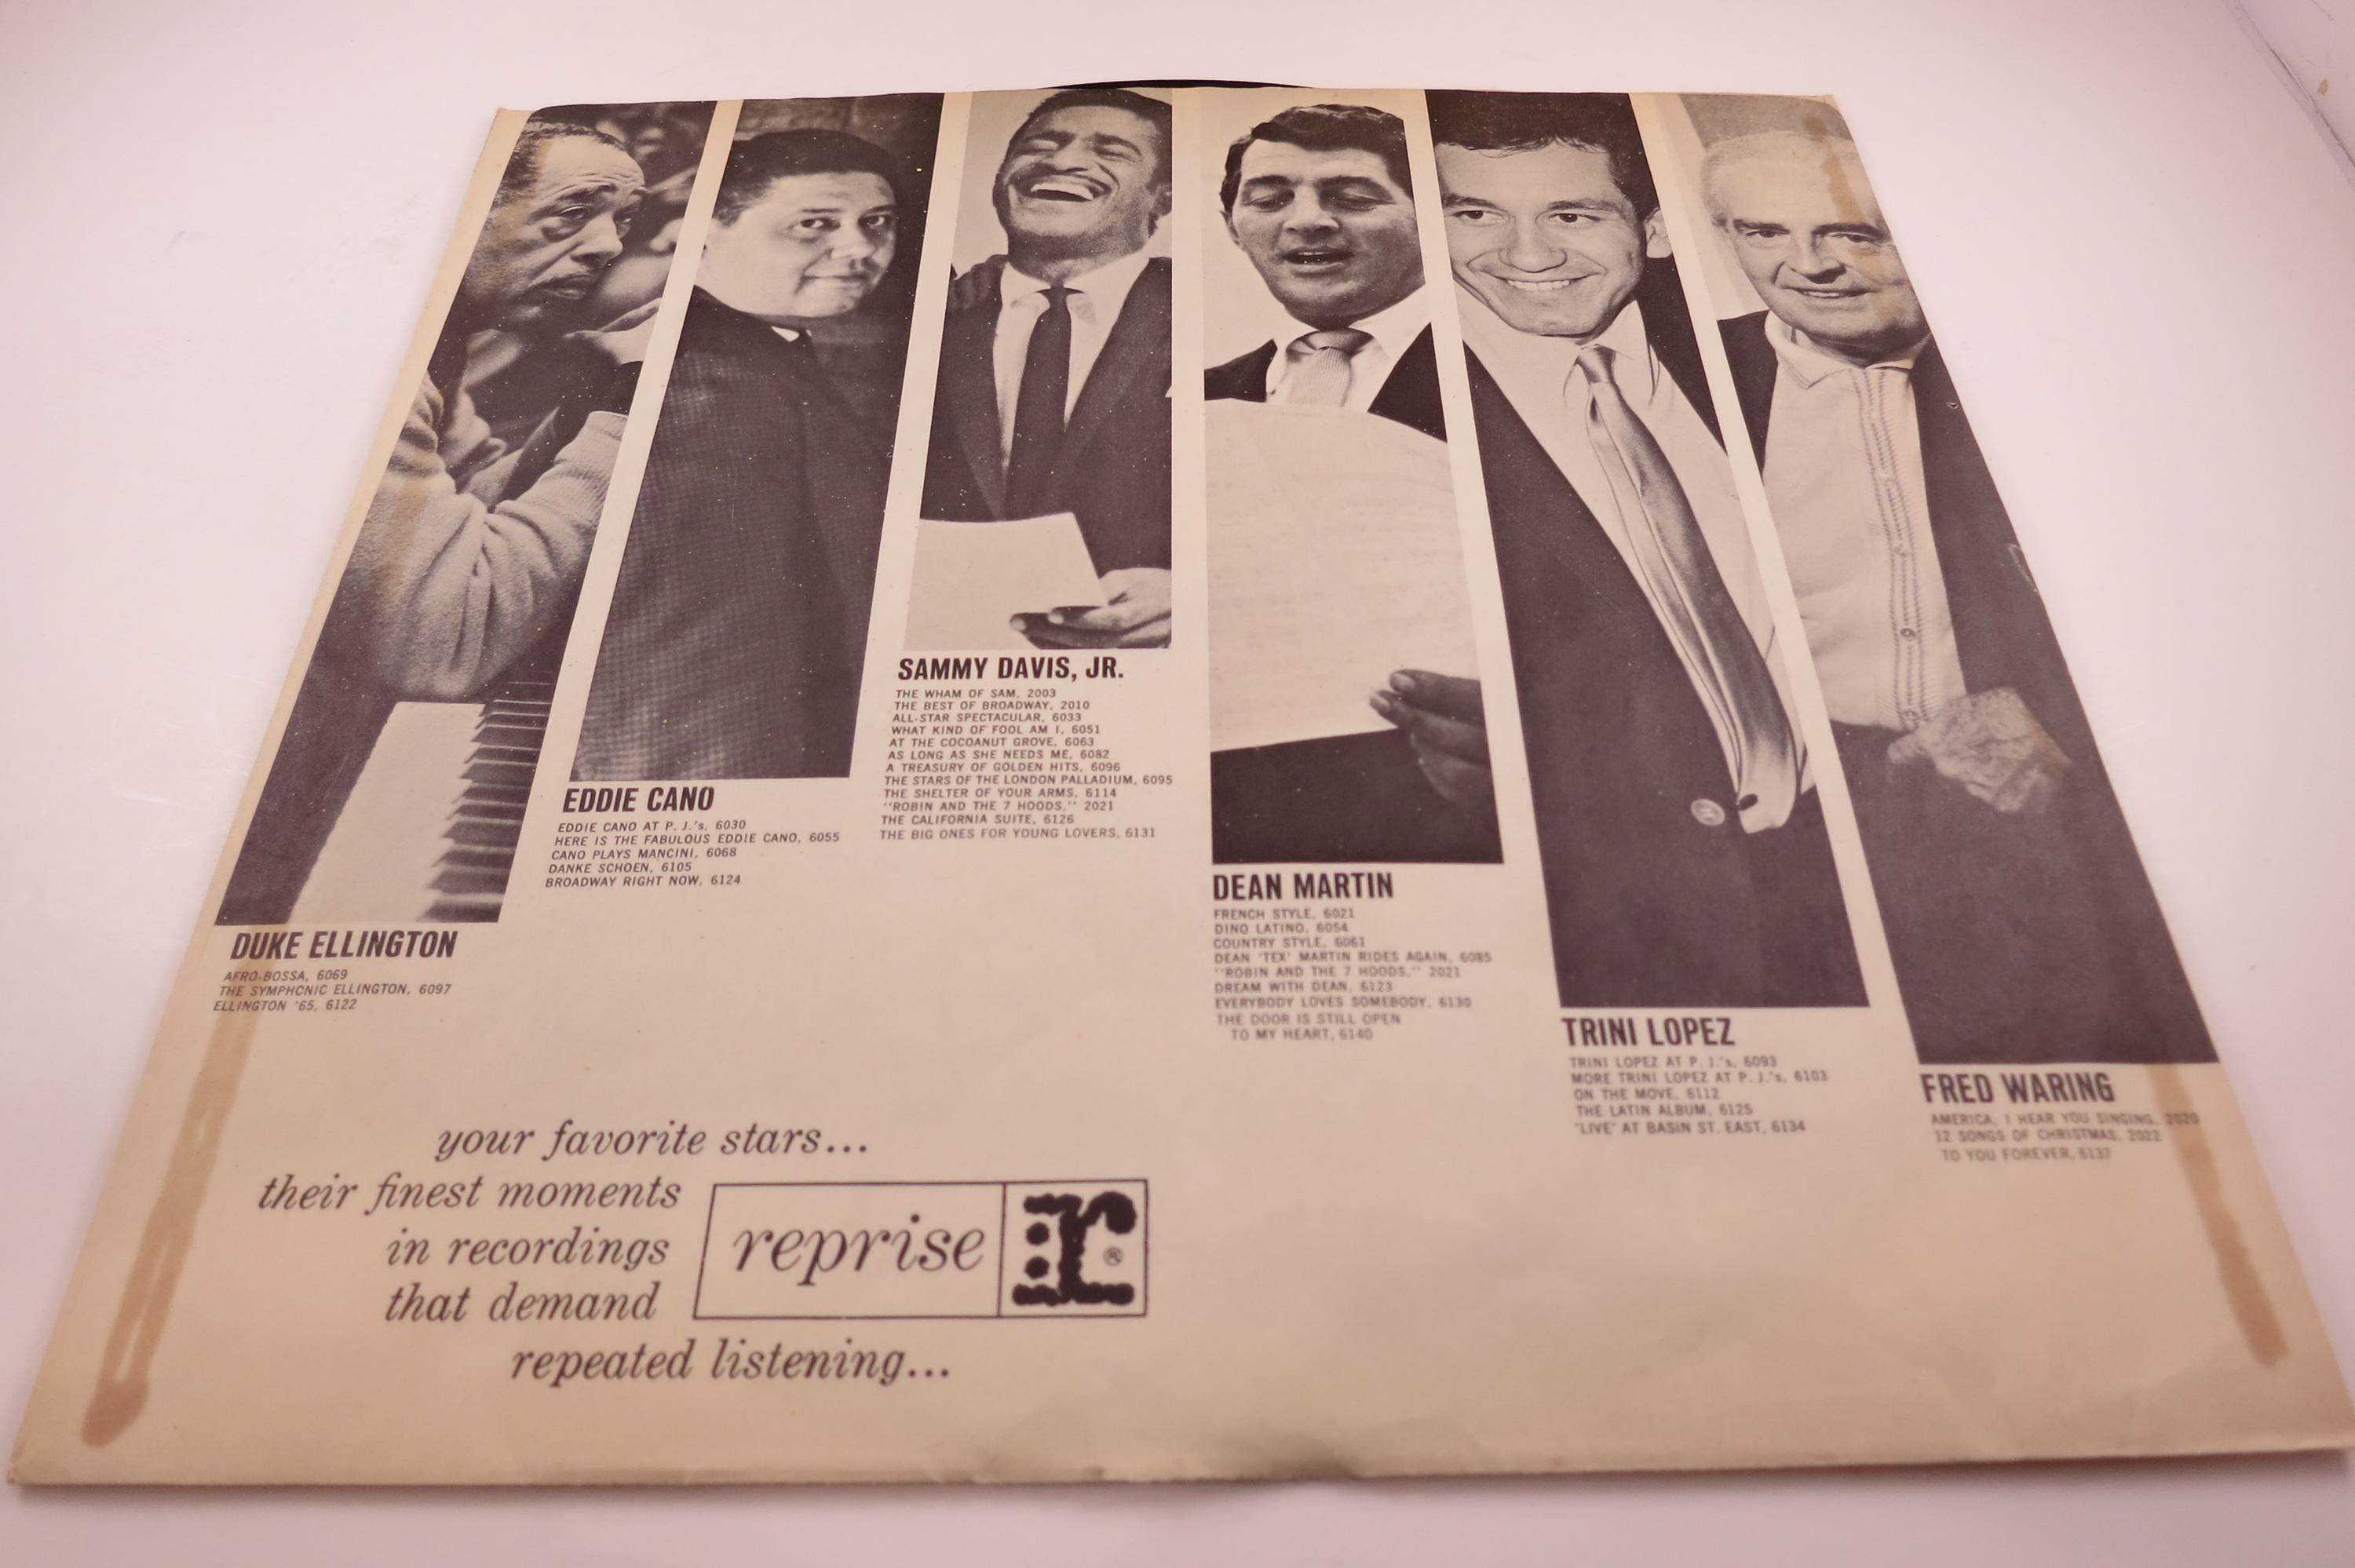 DUKE ELLINGTON
AFRO-BOSSA, 6069
THE SYMPHONIC ELLINGTON, 6097
ELLINGTON '65, 6122
EDDIE CANO
EDDIE CANO AT P. J.'s, 6030
HERE IS THE FABULOUS EDDIE CANO, 6055
CANO PLAYS MANCINI, 6068
DANKE SCHOEN, 6105
BROADWAY RIGHT NOW, 6124
SAMMY DAVIS, JR.
THE WHAM OF SAM, 2003
THE BEST OF BROADWAY, 2010
ALL-STAR SPECTACULAR, 6033
WHAT KIND OF FOOL AM I, 6051
AT THE COCOANUT GROVE, 6063
AS LONG AS SHE NEEDS ME, 6082
A TREASURY OF GOLDEN HITS, 6096
THE STARS OF THE LONDON PALLADIUM, 6095
THE SHELTER OF YOUR ARMS, 6114
"ROBIN AND THE 7 HOODS," 2021
THE CALIFORNIA SUITE, 6126
THE BIG ONES FOR YOUNG LOVERS, 6131
DEAN MARTIN
FRENCH STYLE, 6021
DINO LATINO, 6054
COUNTRY STYLE, 6061
DEAN 'TEX' MARTIN RIDES AGAIN, 6085
"ROBIN AND THE 7 HOODS," 2021
DREAM WITH DEAN, 6123
EVERYBODY LOVES SOMEBODY, 6130
THE DOOR IS STILL OPEN
TO MY HEART, 6140
TRINI LOPEZ
TRINI LOPEZ AT P. J.'s, 6093
MORE TRINI LOPEZ AT P. J.'s, 6103
ON THE MOVE, 6112
THE LATIN ALBUM, 6125
"LIVE" AT BASIN ST. EAST, 6134
FRED WARING
AMERICA, I HEAR YOU SINGING, 2020
12 SONGS OF CHRISTMAS, 2022
TO YOU FOREVER, 6137
your favorite stars...
their finest moments
in recordings
that demand
repeated listening...
reprise r: ®